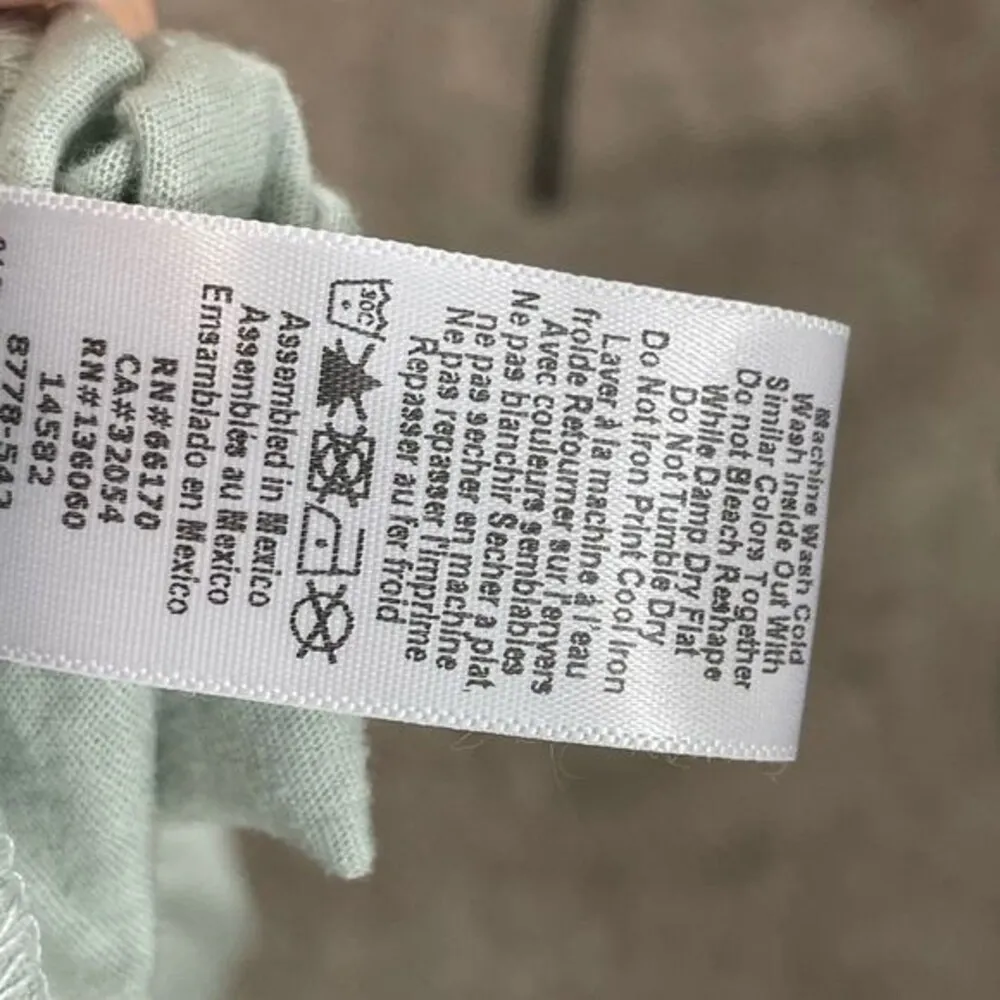 Machine Wash Cold
Wash Inside Out With
Similar Colors Together
Do not Bleach Reshape
While Damp Dry Flat
Do Not Tumble Dry
Do Not Iron Print Cool Iron
Laver à la machine à l'eau
froide Retourner sur l'envers
Avec couleurs semblables
Ne pas blanchir Secher a plat,
ne pas secher en machine
Ne pas repasser l'imprime
Repasser au fer froid
30C
Assembled in Mexico
Assemblés au Mexico
Ensamblado en Mexico
RN#66170
CA#32054
RN#136060
14582